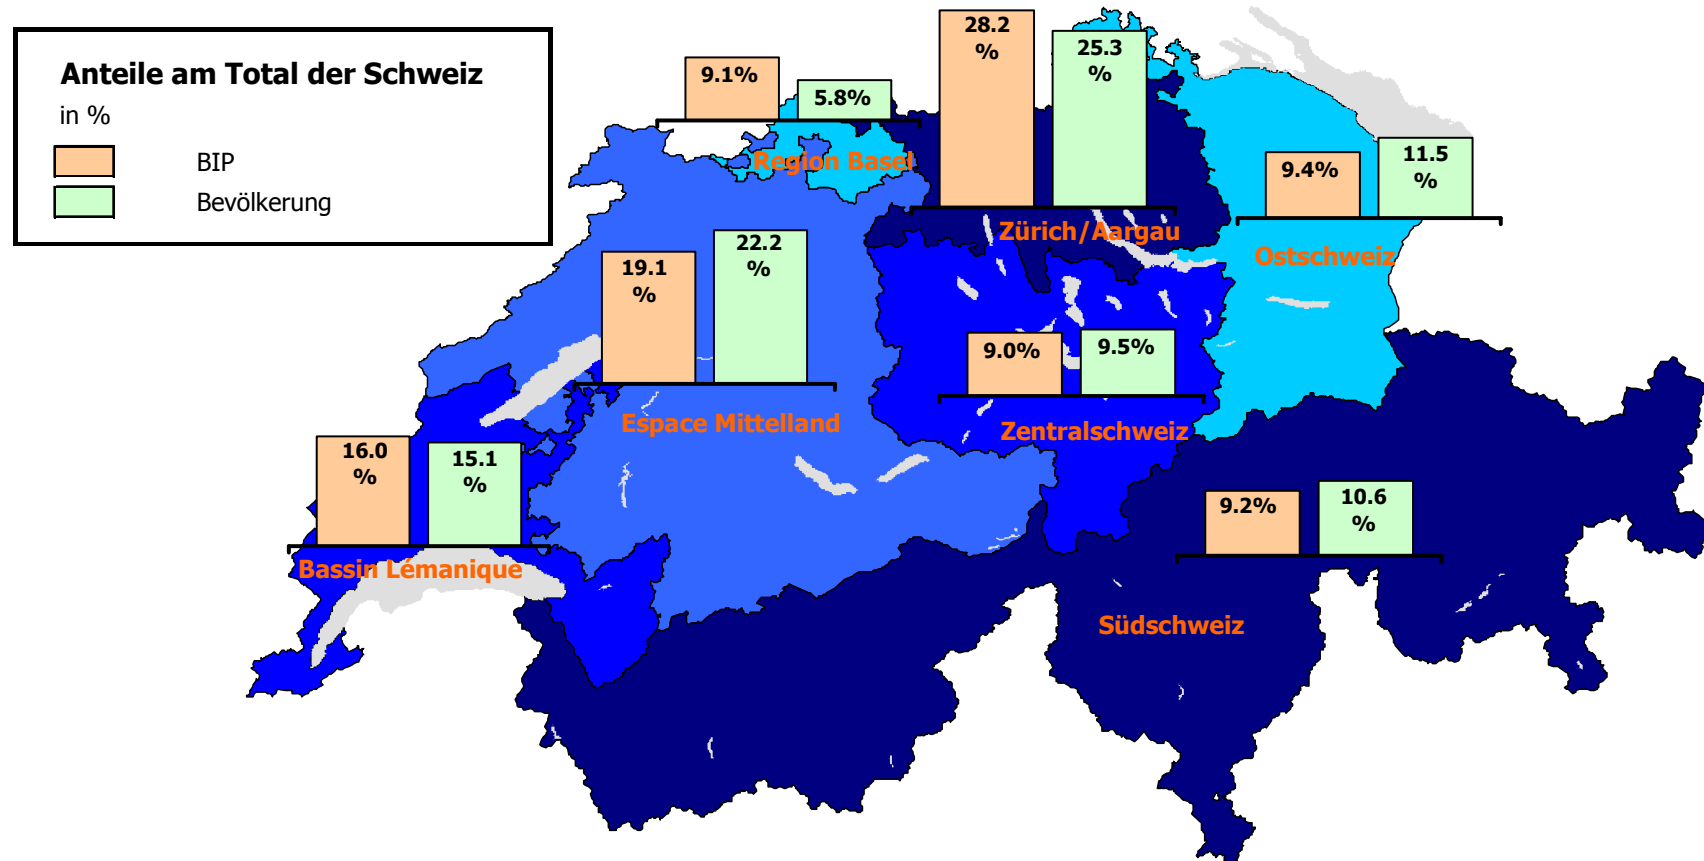 Anteile am Total der Schweiz
in %
BIP
Bevölkerung
9.1%
5.8%
Region Basel
28.2
%
25.3
%
Zürich/Aargau
9.4%
11.5
%
Ostschweiz
19.1
%
22.2
%
Espace Mittelland
9.0%
9.5%
Zentralschweiz
16.0
%
15.1
%
Bassin Lémanique
9.2%
10.6
%
Südschweiz